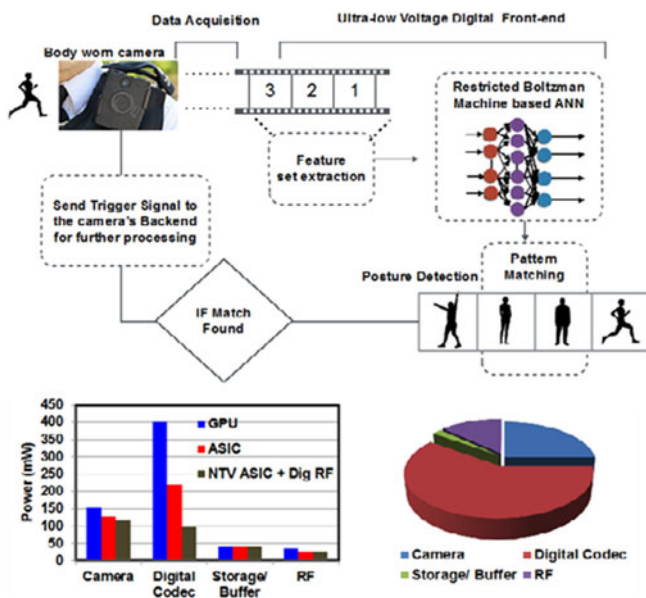 Data Acquisition
Ultra-low Voltage Digital Front-end
Body worn camera
3 2 1
Restricted Boltzman
Machine based ANN
Feature
set extraction
Send Trigger Signal to
the camera's Backend
for further processing
Pattern
Matching
Posture Detection
IF Match
Found
450
400
350
300
250
200
150
100
50
0
Power (mW)
GPU
ASIC
NTV ASIC + Dig RF
Camera
Digital
Codec
Storage/
Buffer
RF
Camera
Digital Codec
Storage/ Buffer
RF